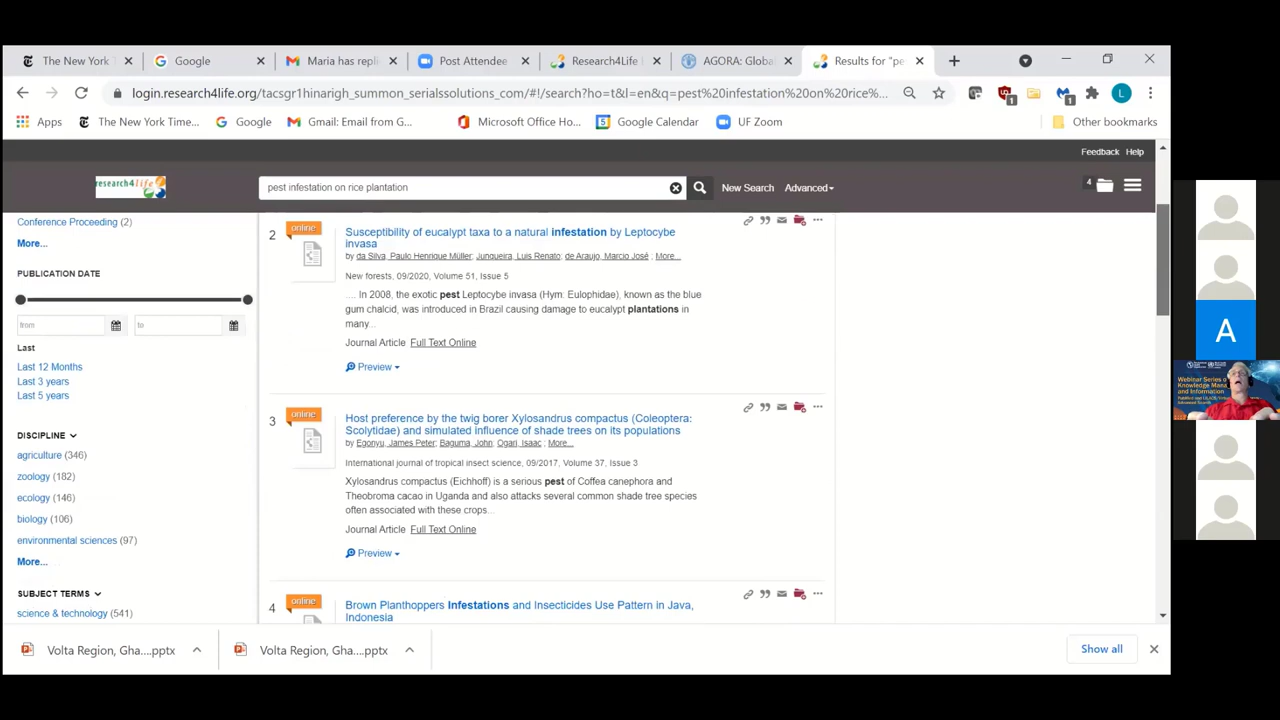 The New York T
Google
Maria has repli
Post Attendee
Research4Life
AGORA: Globa
Results for "pe
login.research4life.org/tacsgr1hinarigh_summon_serialssolutions_com/#!/search?ho=t&l=en&q=pest%20infestation%20on%20rice%...
1
1
L
Apps
The New York Time...
Google
Gmail: Email from G...
Microsoft Office Ho...
Google Calendar
UF Zoom
Other bookmarks
Feedback Help
research4life
pest infestation on rice plantation
New Search
Advanced
4
Conference Proceeding (2)
More...
PUBLICATION DATE
from
to
Last
Last 12 Months
Last 3 years
Last 5 years
DISCIPLINE
agriculture (346)
zoology (182)
ecology (146)
biology (106)
environmental sciences (97)
More...
SUBJECT TERMS
science & technology (541)
2
online
Susceptibility of eucalypt taxa to a natural infestation by Leptocybe
invasa
by da Silva, Paulo Henrique Müller; Junqueira, Luis Renato; de Araujo, Marcio José ; More...
New forests, 09/2020, Volume 51, Issue 5
.... In 2008, the exotic pest Leptocybe invasa (Hym: Eulophidae), known as the blue
gum chalcid, was introduced in Brazil causing damage to eucalypt plantations in
many...
Journal Article Full Text Online
Preview
3
online
Host preference by the twig borer Xylosandrus compactus (Coleoptera:
Scolytidae) and simulated influence of shade trees on its populations
by Egonyu, James Peter; Baguma, John; Ogari, Isaac ; More...
International journal of tropical insect science, 09/2017, Volume 37, Issue 3
Xylosandrus compactus (Eichhoff) is a serious pest of Coffea canephora and
Theobroma cacao in Uganda and also attacks several common shade tree species
often associated with these crops...
Journal Article Full Text Online
Preview
4
online
Brown Planthoppers Infestations and Insecticides Use Pattern in Java,
Indonesia
Volta Region, Gha....pptx
Volta Region, Gha....pptx
Show all
A
Webinar Series o
Knowledge Mana
and Information